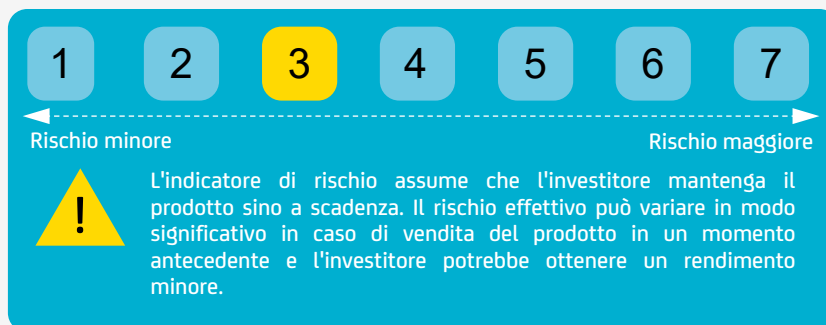 1 2 3 4 5 6 7
Rischio minore Rischio maggiore
! L'indicatore di rischio assume che l'investitore mantenga il
prodotto sino a scadenza. Il rischio effettivo può variare in modo
significativo in caso di vendita del prodotto in un momento
antecedente e l'investitore potrebbe ottenere un rendimento
minore.